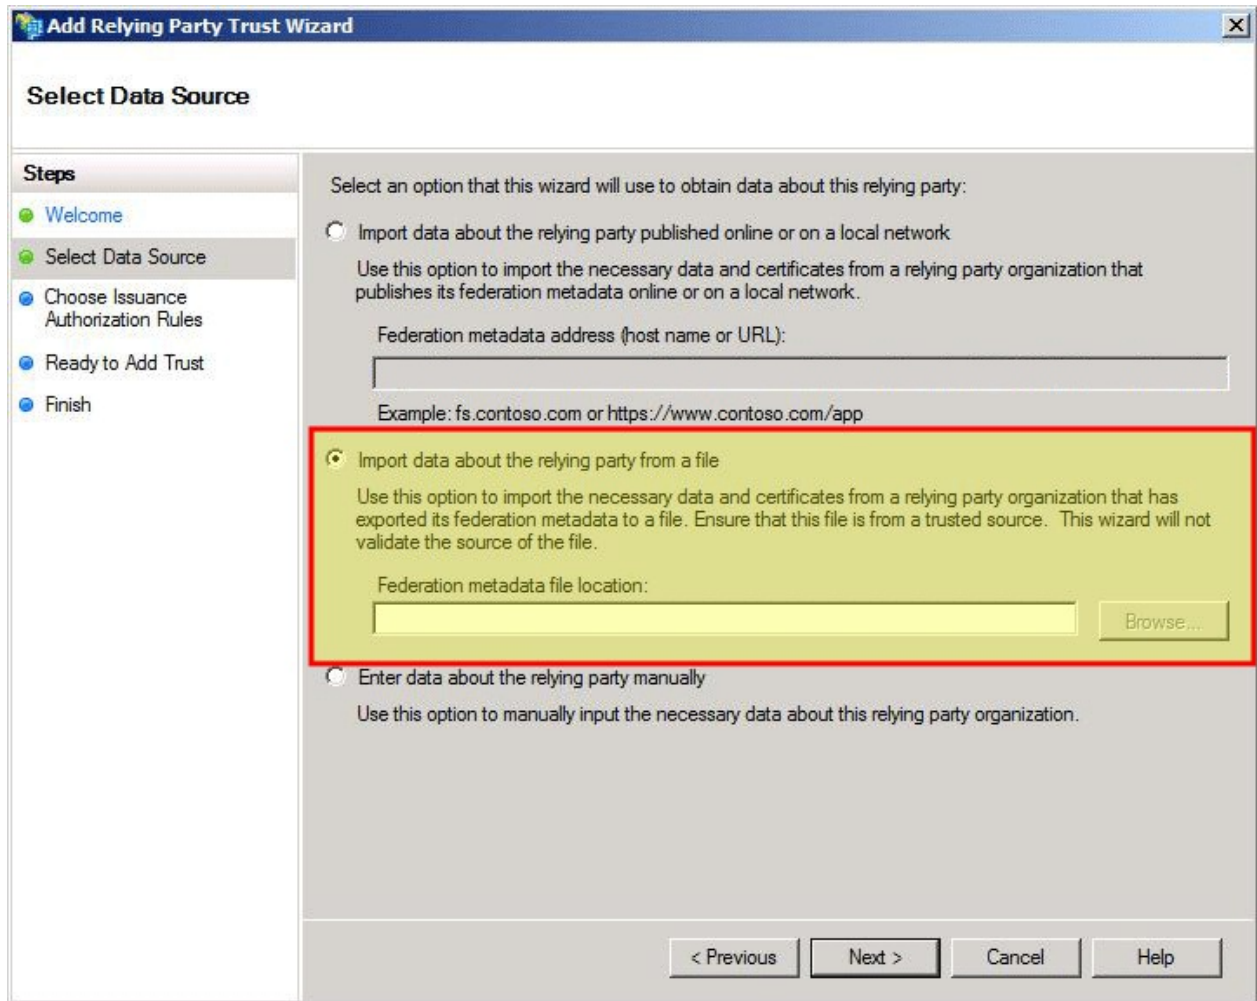 Add Relying Party Trust Wizard
Select Data Source
Steps
Welcome
Select Data Source
Choose Issuance
Authorization Rules
Ready to Add Trust
Finish
Select an option that this wizard will use to obtain data about this relying party:
Import data about the relying party published online or on a local network
Use this option to import the necessary data and certificates from a relying party organization that
publishes its federation metadata online or on a local network.
Federation metadata address (host name or URL):
Example: fs.contoso.com or https://www.contoso.com/app
Import data about the relying party from a file
Use this option to import the necessary data and certificates from a relying party organization that has
exported its federation metadata to a file. Ensure that this file is from a trusted source.  This wizard will not
validate the source of the file.
Federation metadata file location:
Browse...
Enter data about the relying party manually
Use this option to manually input the necessary data about this relying party organization.
< Previous
Next >
Cancel
Help